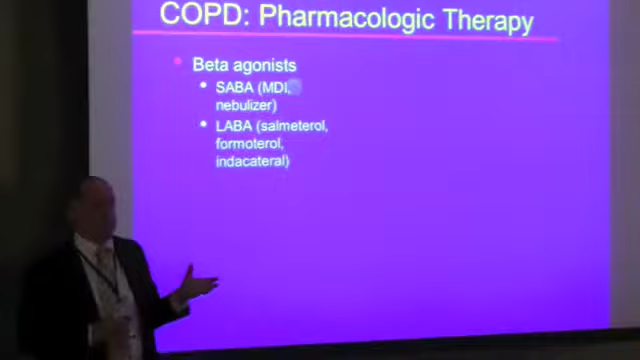 COPD: Pharmacologic Therapy
Beta agonists
SABA (MDI,
nebulizer)
LABA (salmeterol,
formoterol,
indacateral)